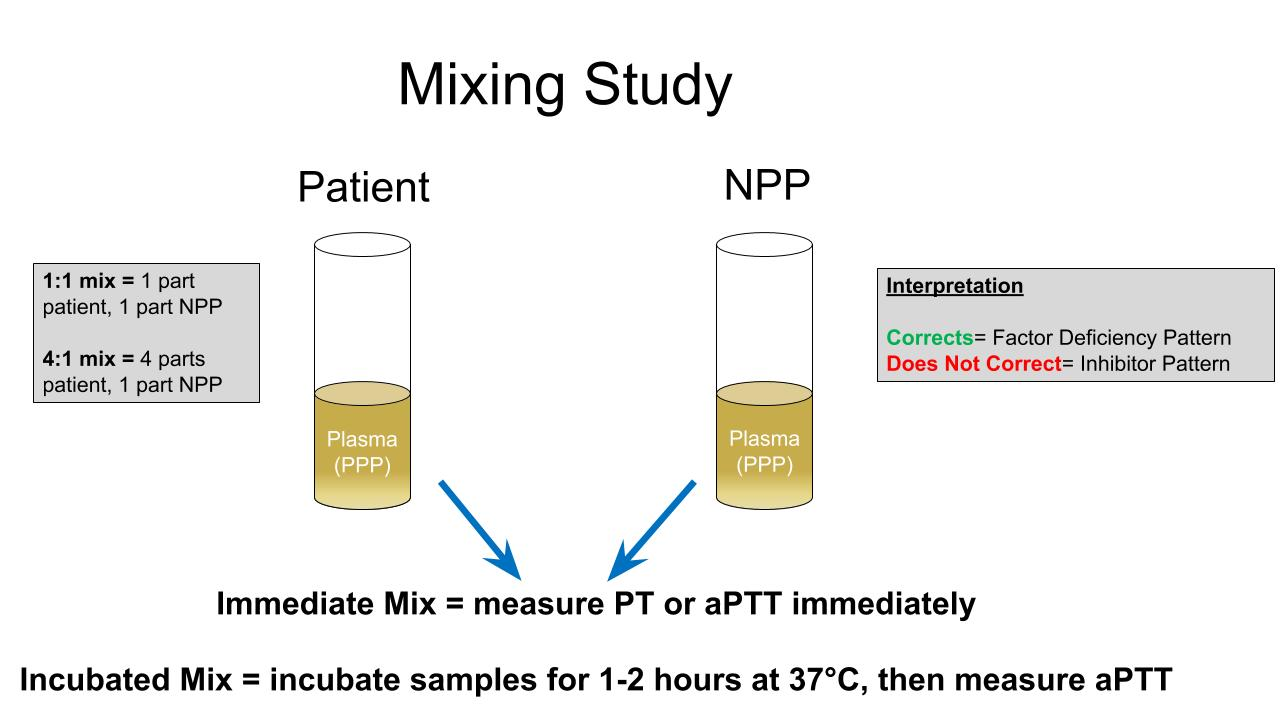 Mixing Study
Patient
NPP
1:1 mix = 1 part
patient, 1 part NPP
4:1 mix = 4 parts
patient, 1 part NPP
Interpretation
Corrects= Factor Deficiency Pattern
Does Not Correct= Inhibitor Pattern
Plasma
(PPP)
Plasma
(PPP)
Immediate Mix = measure PT or aPTT immediately
Incubated Mix = incubate samples for 1-2 hours at 37°C, then measure aPTT